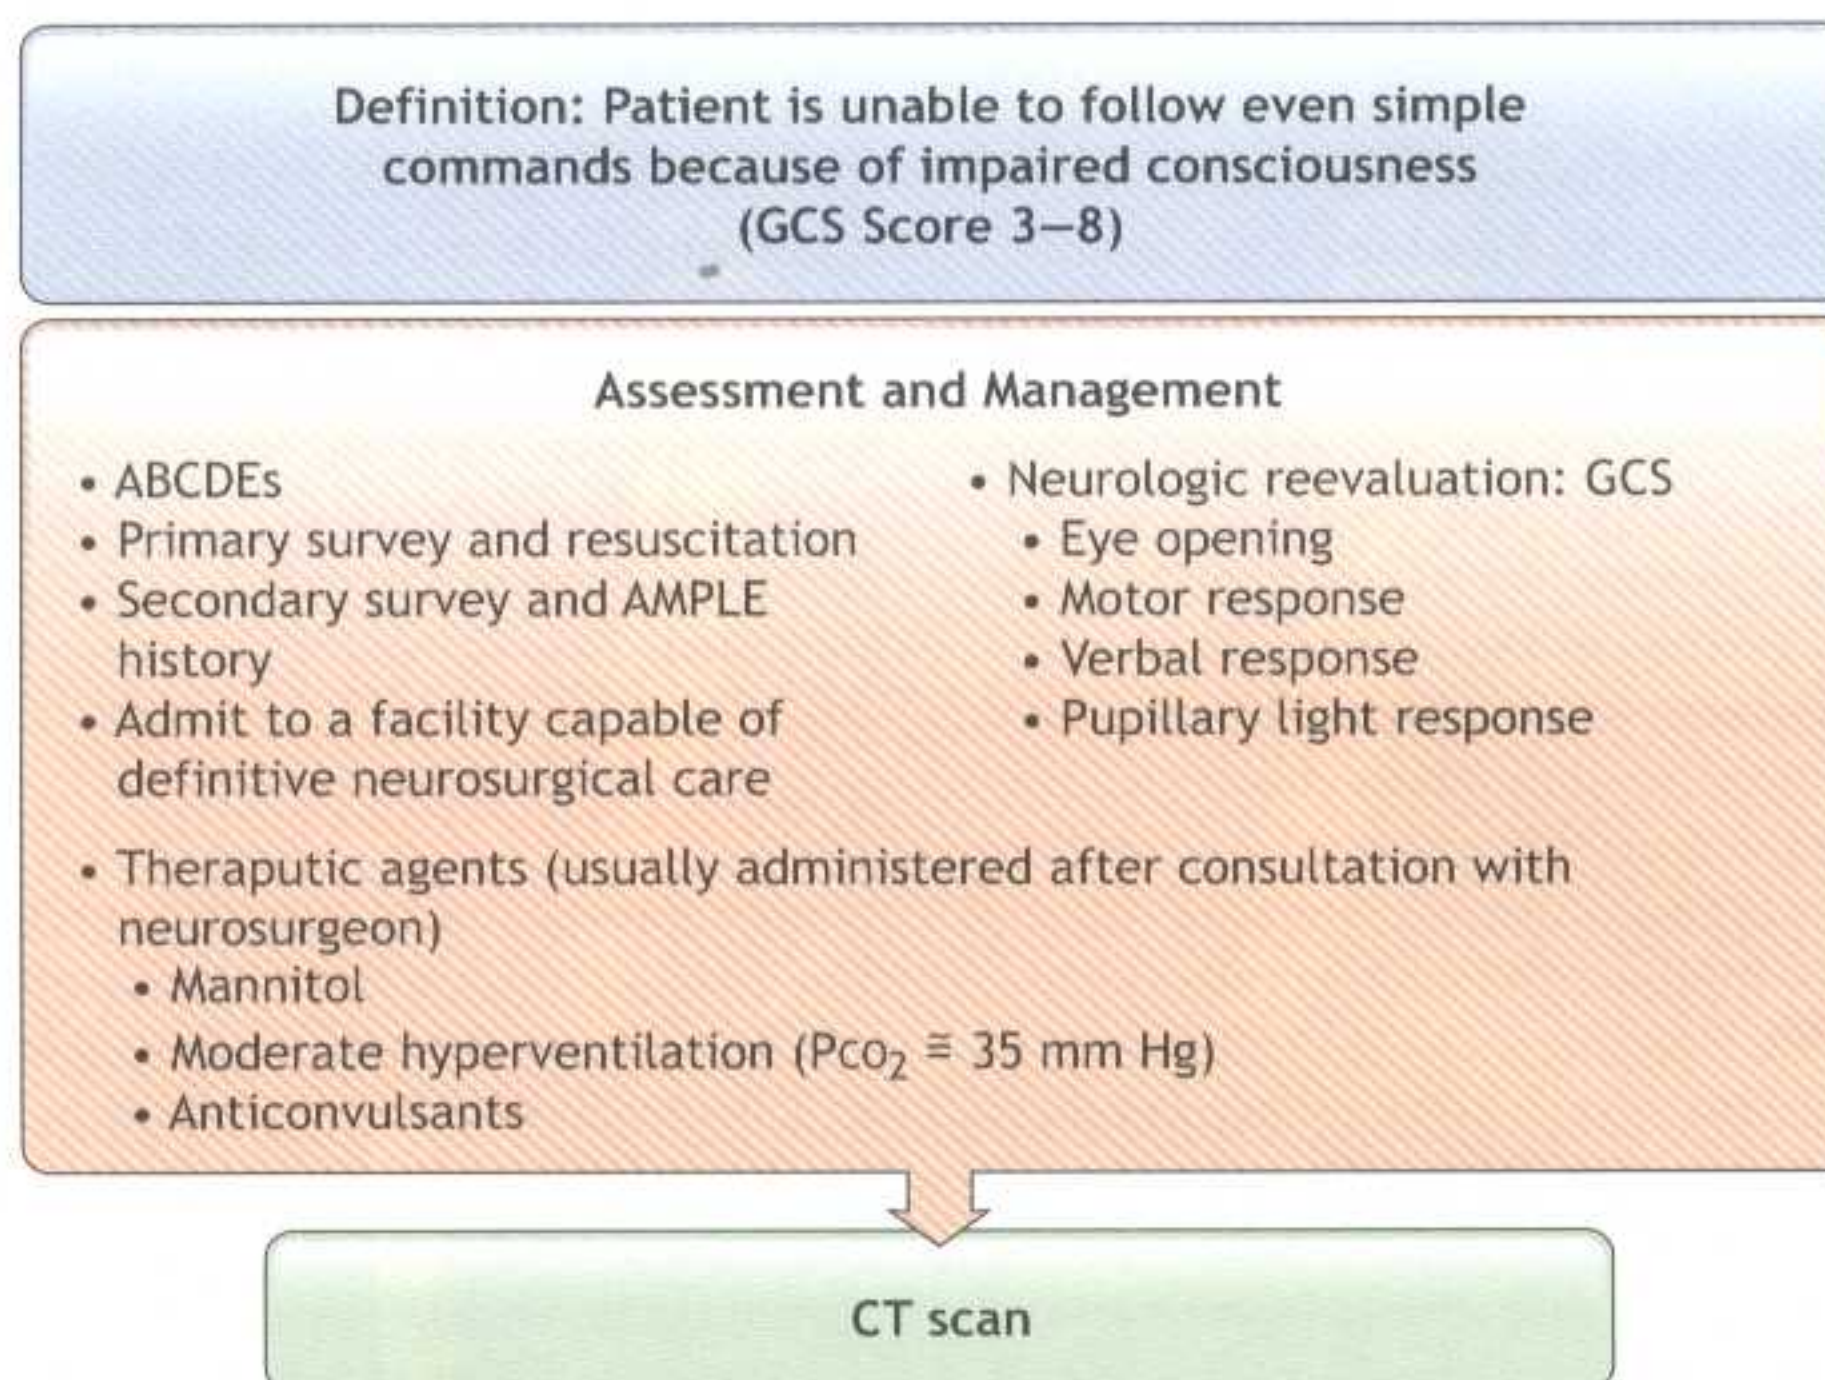 Definition: Patient is unable to follow even simple
commands because of impaired consciousness
(GCS Score 3–8)
Assessment and Management
• ABCDEs
• Primary survey and resuscitation
• Secondary survey and AMPLE
history
• Admit to a facility capable of
definitive neurosurgical care
• Neurologic reevaluation: GCS
• Eye opening
• Motor response
• Verbal response
• Pupillary light response
• Theraputic agents (usually administered after consultation with
neurosurgeon)
• Mannitol
• Moderate hyperventilation (PCO₂ ≅ 35 mm Hg)
• Anticonvulsants
CT scan